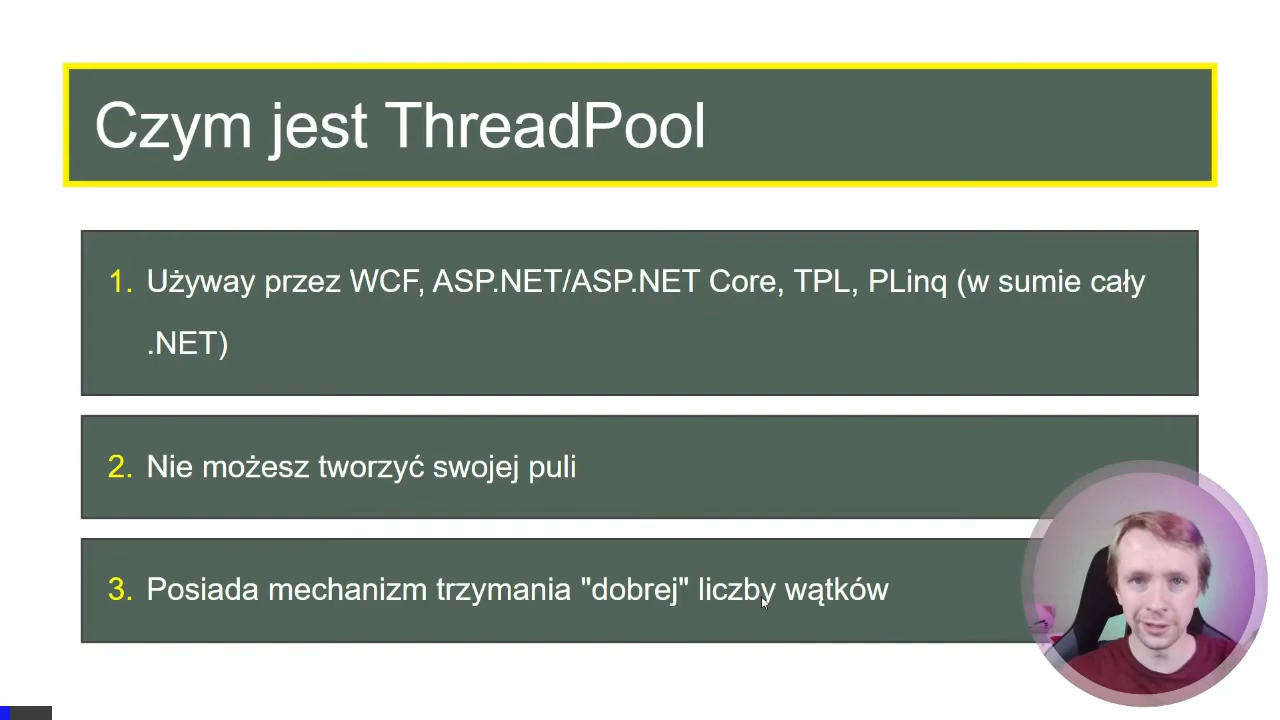 Czym jest ThreadPool
1. Używay przez WCF, ASP.NET/ASP.NET Core, TPL, PLinq (w sumie cały
.NET)
2. Nie możesz tworzyć swojej puli
3. Posiada mechanizm trzymania "dobrej" liczby wątków